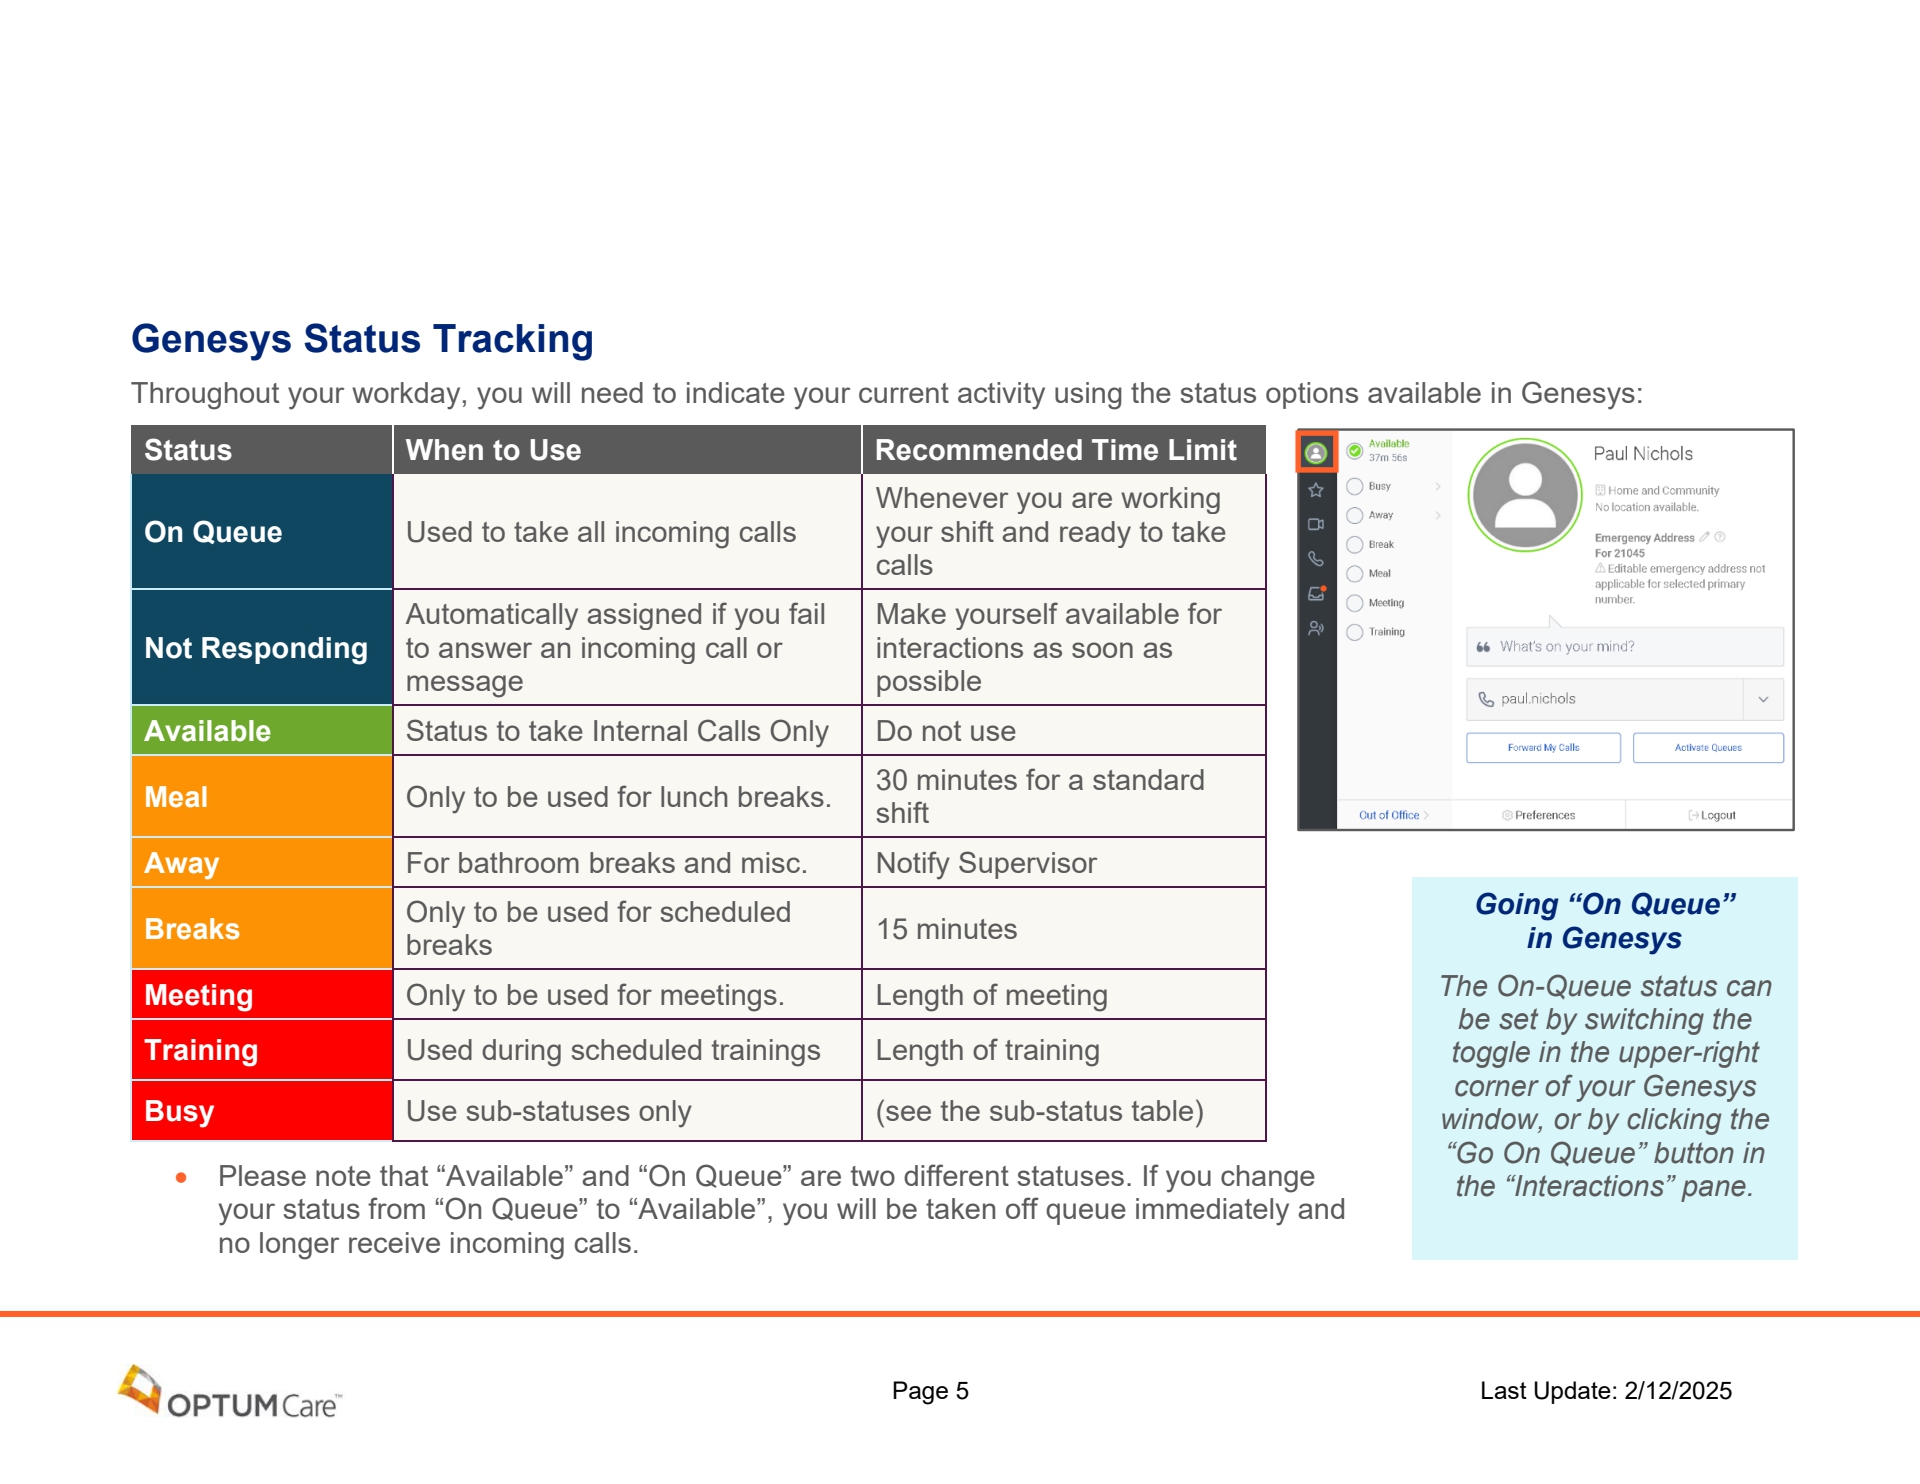 Genesys Status Tracking
Throughout your workday, you will need to indicate your current activity using the status options available in Genesys:
Status
When to Use
Recommended Time Limit
On Queue
Used to take all incoming calls
Whenever you are working
your shift and ready to take
calls
Not Responding
Automatically assigned if you fail
to answer an incoming call or
message
Make yourself available for
interactions as soon as
possible
Available
Status to take Internal Calls Only
Do not use
Meal
Only to be used for lunch breaks.
30 minutes for a standard
shift
Away
For bathroom breaks and misc.
Notify Supervisor
Breaks
Only to be used for scheduled
breaks
15 minutes
Meeting
Only to be used for meetings.
Length of meeting
Training
Used during scheduled trainings
Length of training
Busy
Use sub-statuses only
(see the sub-status table)
• Please note that “Available” and “On Queue” are two different statuses. If you change
your status from “On Queue” to “Available”, you will be taken off queue immediately and
no longer receive incoming calls.
Available
37m 56s
Busy
Away
Break
Meal
Meeting
Training
Out of Office
Paul Nichols
Home and Community
No location available.
Emergency Address
For 21045
Editable emergency address not
applicable for selected primary
number.
What's on your mind?
paul.nichols
Forward My Calls
Activate Queues
Preferences
Logout
Going “On Queue”
in Genesys
The On-Queue status can
be set by switching the
toggle in the upper-right
corner of your Genesys
window, or by clicking the
“Go On Queue” button in
the “Interactions” pane.
OPTUMCare™
Page 5
Last Update: 2/12/2025